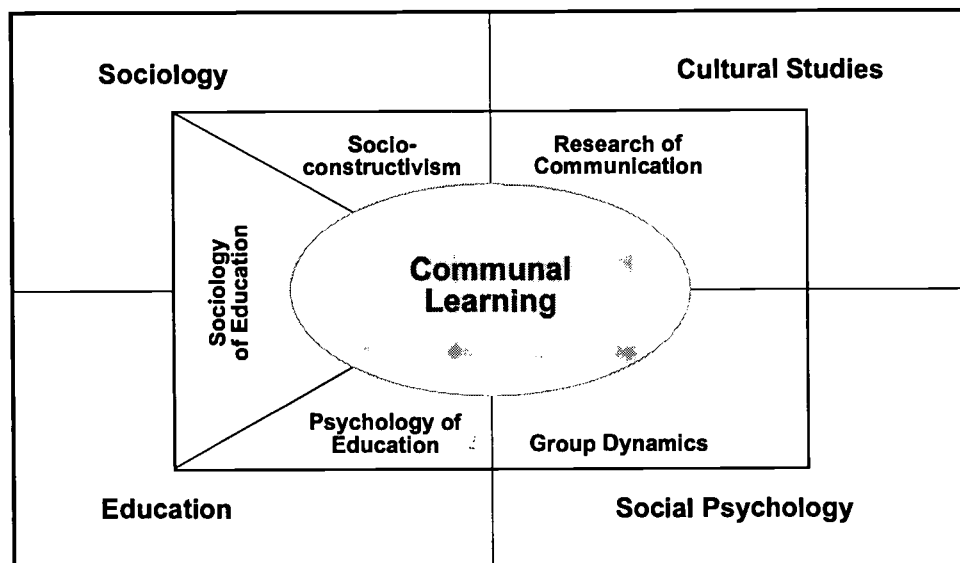 Sociology
Cultural Studies
Socio-
constructivism
Research of
Communication
Sociology
of Education
Communal
Learning
Psychology of
Education
Group Dynamics
Education
Social Psychology